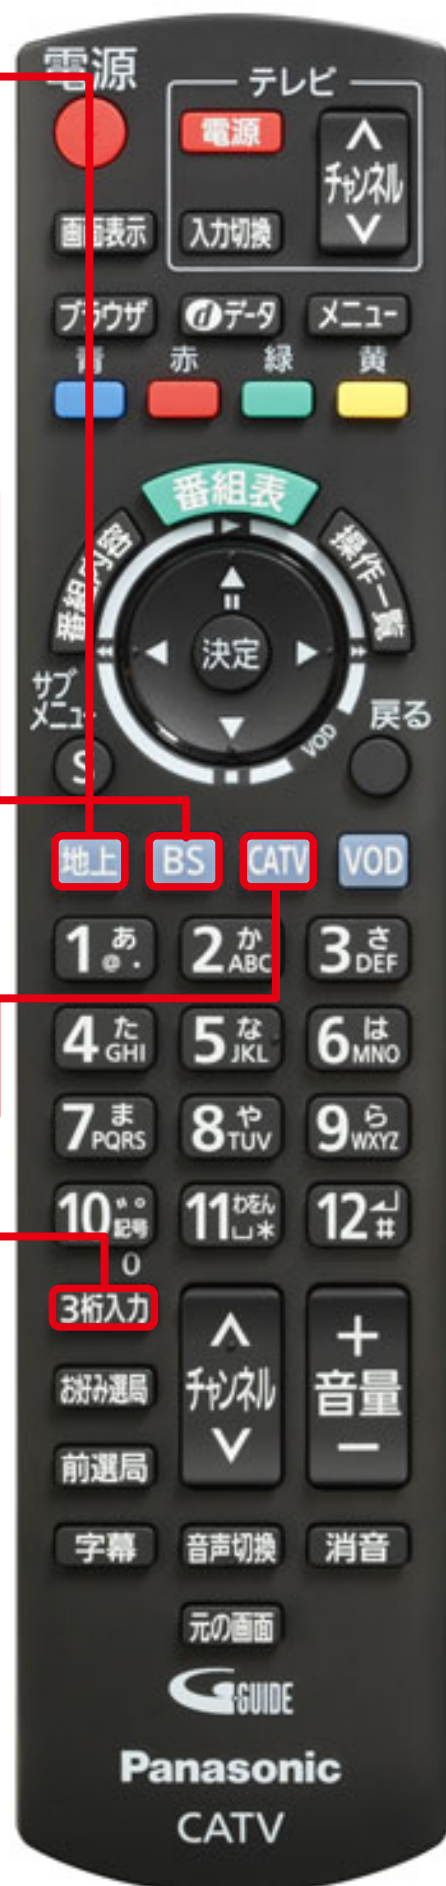 電源
テレビ
電源
チャンネル
画面表示
入力切換
ブラウザ
dデータ
メニュー
青
赤
緑
黄
番組表
番組内容
操作一覧
決定
サブ
メニュー
S
戻る
VOD
地上
BS
CATV
VOD
1 あ @.
2 か ABC
3 さ DEF
4 た GHI
5 な JKL
6 は MNO
7 ま PQRS
8 や TUV
9 ら WXYZ
10 ゛゜ 記号
11 わをん ␣*
12 #
0
3桁入力
チャンネル
+
音量
-
お好み選局
前選局
字幕
音声切換
消音
元の画面
G-GUIDE
Panasonic
CATV